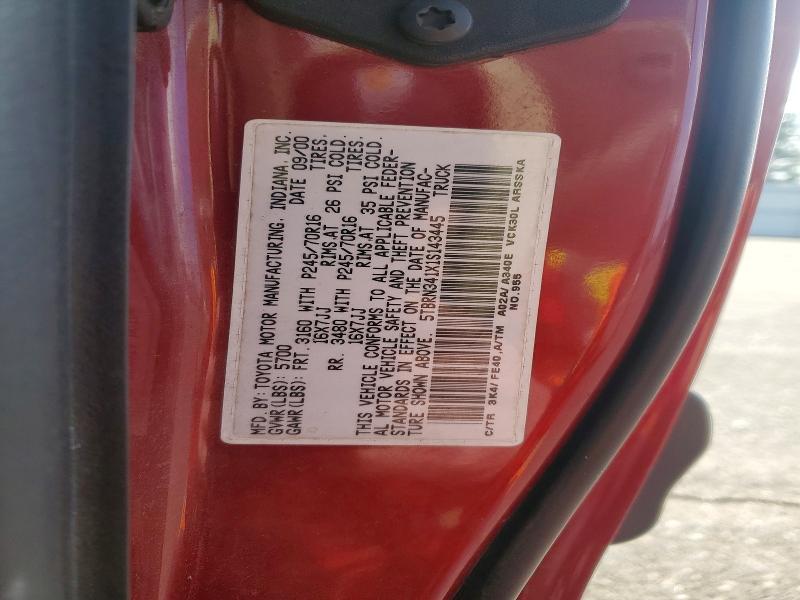 MFD. BY: TOYOTA MOTOR MANUFACTURING, INDIANA, INC.
GVWR(LBS): 5700 DATE 09/00
GAWR(LBS): FRT. 3160 WITH P245/70R16 TIRES,
16X7JJ RIMS,AT 26 PSI COLD.
RR. 3480 WITH P245/70R16 TIRES,
16X7JJ RIMS,AT 35 PSI COLD.
THIS VEHICLE CONFORMS TO ALL APPLICABLE FEDER-
AL MOTOR VEHICLE SAFETY AND THEFT PREVENTION
STANDARDS IN EFFECT ON THE DATE OF MANUFAC-
TURE SHOWN ABOVE. 5TBRN341X1S143445 TRUCK
C/TR 3K4/ FE40 ,A/TM A02A/ A340E VCK30L ARSSKA
NO.955